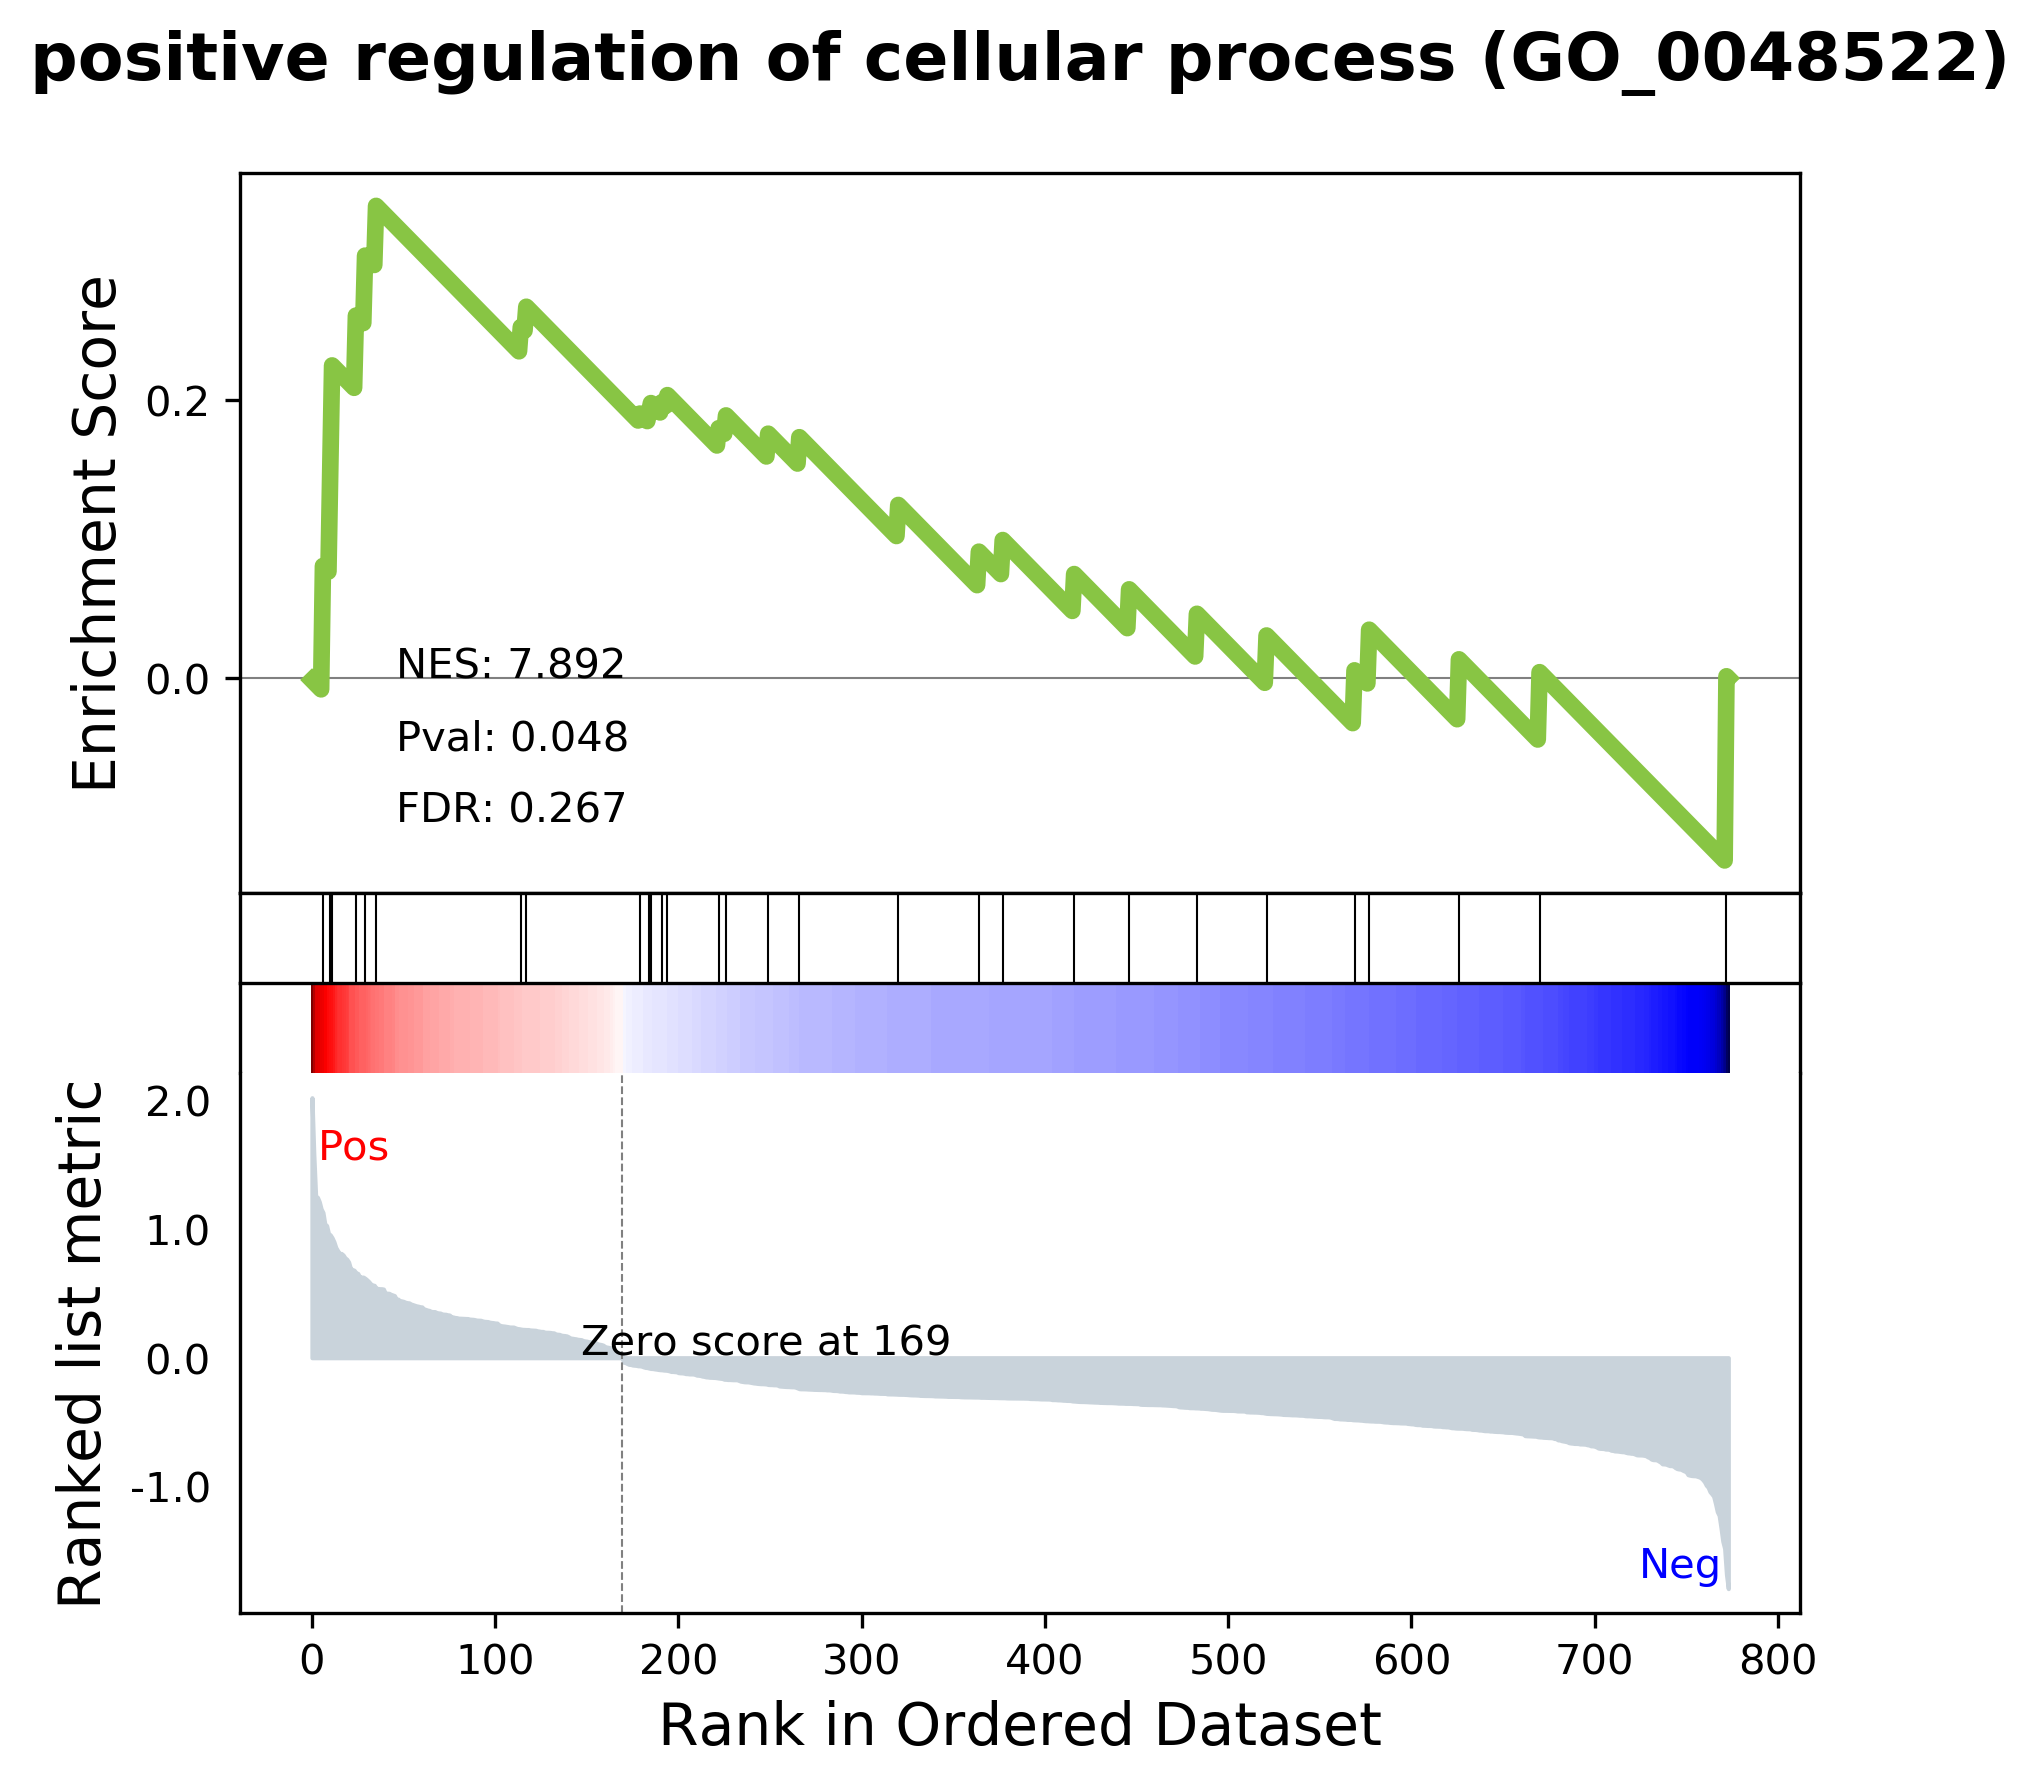 positive regulation of cellular process (GO_0048522)
Enrichment Score
0.2
0.0
NES: 7.892
Pval: 0.048
FDR: 0.267
Ranked list metric
2.0
1.0
0.0
-1.0
Pos
Zero score at 169
Neg
0 100 200 300 400 500 600 700 800
Rank in Ordered Dataset